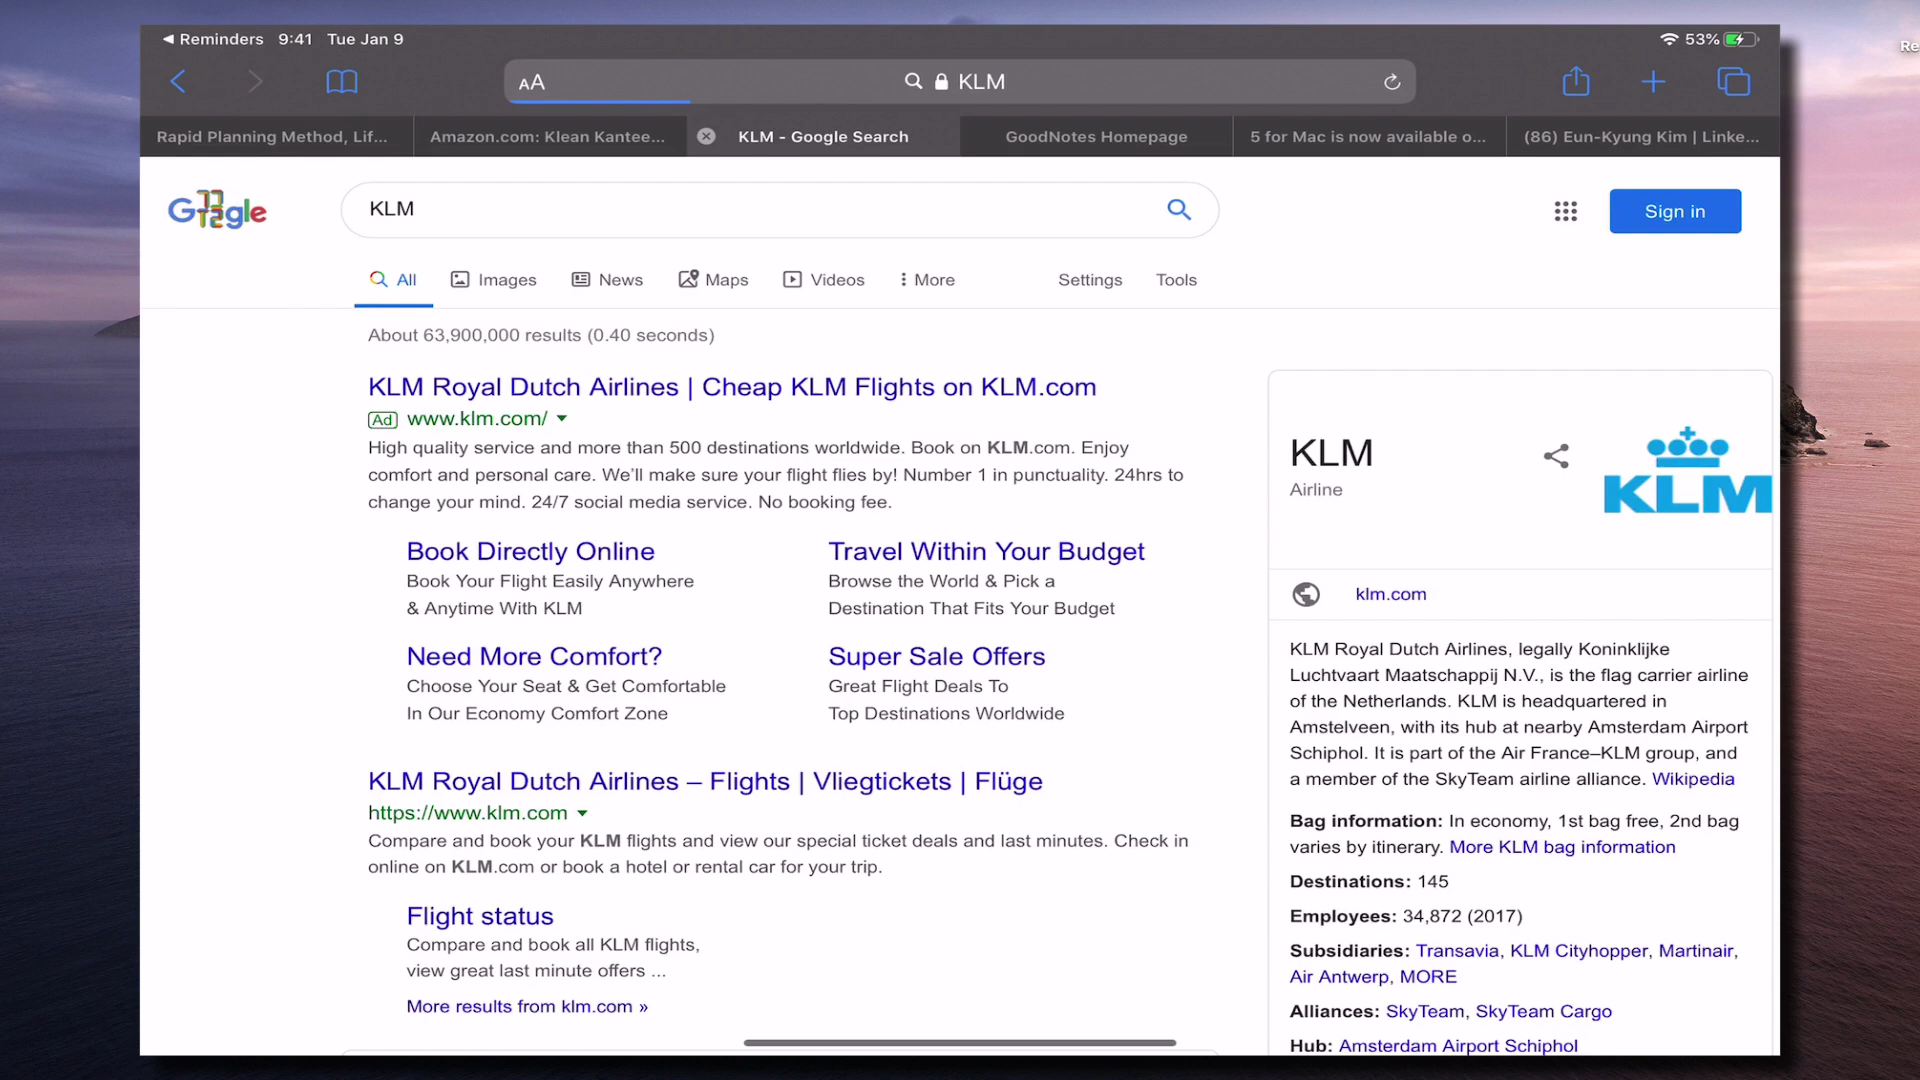 ◀ Reminders 9:41 Tue Jan 9
53%
AA KLM
Rapid Planning Method, Lif...
Amazon.com: Klean Kantee...
KLM - Google Search
GoodNotes Homepage
5 for Mac is now available o...
(86) Eun-Kyung Kim | Linke...
Re
Google
KLM
Sign in
All Images News Maps Videos More Settings Tools
About 63,900,000 results (0.40 seconds)
KLM Royal Dutch Airlines | Cheap KLM Flights on KLM.com
Ad www.klm.com/
High quality service and more than 500 destinations worldwide. Book on KLM.com. Enjoy
comfort and personal care. We'll make sure your flight flies by! Number 1 in punctuality. 24hrs to
change your mind. 24/7 social media service. No booking fee.
Book Directly Online
Book Your Flight Easily Anywhere
& Anytime With KLM
Travel Within Your Budget
Browse the World & Pick a
Destination That Fits Your Budget
Need More Comfort?
Choose Your Seat & Get Comfortable
In Our Economy Comfort Zone
Super Sale Offers
Great Flight Deals To
Top Destinations Worldwide
KLM Royal Dutch Airlines – Flights | Vliegtickets | Flüge
https://www.klm.com
Compare and book your KLM flights and view our special ticket deals and last minutes. Check in
online on KLM.com or book a hotel or rental car for your trip.
Flight status
Compare and book all KLM flights,
view great last minute offers ...
More results from klm.com »
KLM
Airline
KLM
klm.com
KLM Royal Dutch Airlines, legally Koninklijke
Luchtvaart Maatschappij N.V., is the flag carrier airline
of the Netherlands. KLM is headquartered in
Amstelveen, with its hub at nearby Amsterdam Airport
Schiphol. It is part of the Air France–KLM group, and
a member of the SkyTeam airline alliance. Wikipedia
Bag information: In economy, 1st bag free, 2nd bag
varies by itinerary. More KLM bag information
Destinations: 145
Employees: 34,872 (2017)
Subsidiaries: Transavia, KLM Cityhopper, Martinair,
Air Antwerp, MORE
Alliances: SkyTeam, SkyTeam Cargo
Hub: Amsterdam Airport Schiphol